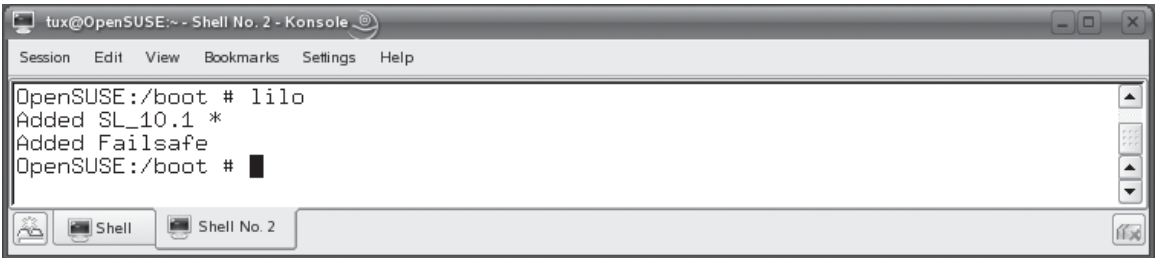 tux@OpenSUSE:~ - Shell No. 2 - Konsole
Session Edit View Bookmarks Settings Help
OpenSUSE:/boot # lilo
Added SL_10.1 *
Added Failsafe
OpenSUSE:/boot #
Shell Shell No. 2